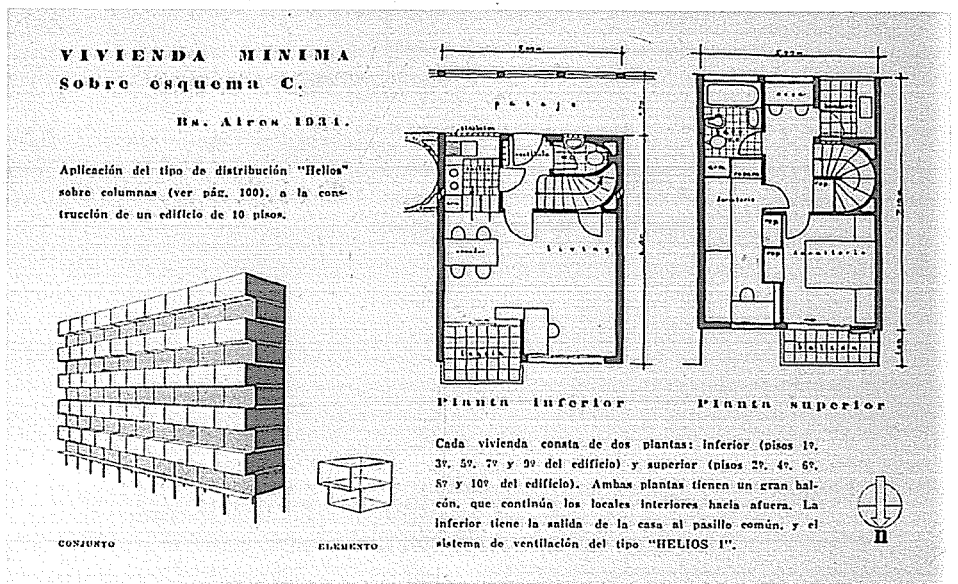 VIVIENDA MINIMA
Sobre esquema C.
Bs. Aires 1934.
Aplicación del tipo de distribución "Helios"
sobre columnas (ver pág. 100), a la cons-
trucción de un edificio de 10 pisos.
CONJUNTO
ELEMENTO
pasaje
comedor
living
Planta inferior
dormitorio
rop.
rop.
rop.
dormitorio
Planta superior
Cada vivienda consta de dos plantas: inferior (pisos 1º,
3º, 5º, 7º y 9º del edificio) y superior (pisos 2º, 4º, 6º,
8º y 10º del edificio). Ambas plantas tienen un gran bal-
cón, que continúa los locales interiores hacia afuera. La
inferior tiene la salida de la casa al pasillo común, y el
sistema de ventilación del tipo "HELIOS I".
n